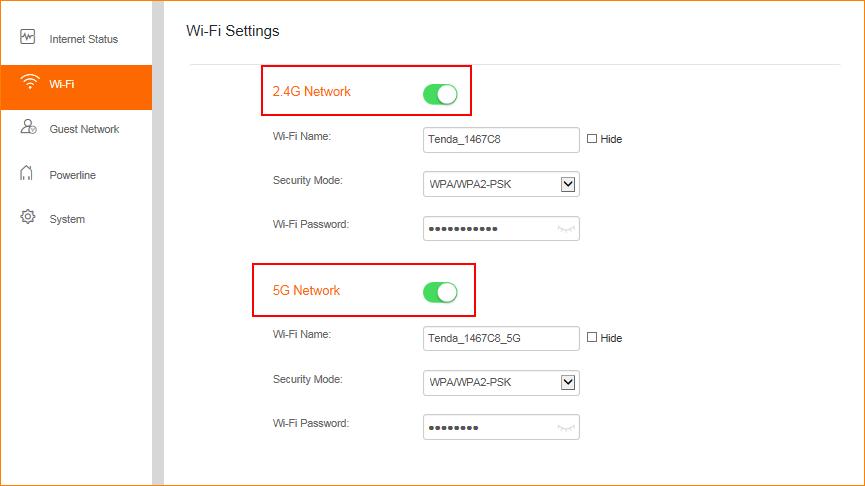 Wi-Fi Settings
Internet Status
Wi-Fi
Guest Network
Powerline
System
2.4G Network
Wi-Fi Name:
Tenda_1467C8
Hide
Security Mode:
WPA/WPA2-PSK
Wi-Fi Password:
•••••••••••
5G Network
Wi-Fi Name:
Tenda_1467C8_5G
Hide
Security Mode:
WPA/WPA2-PSK
Wi-Fi Password:
••••••••